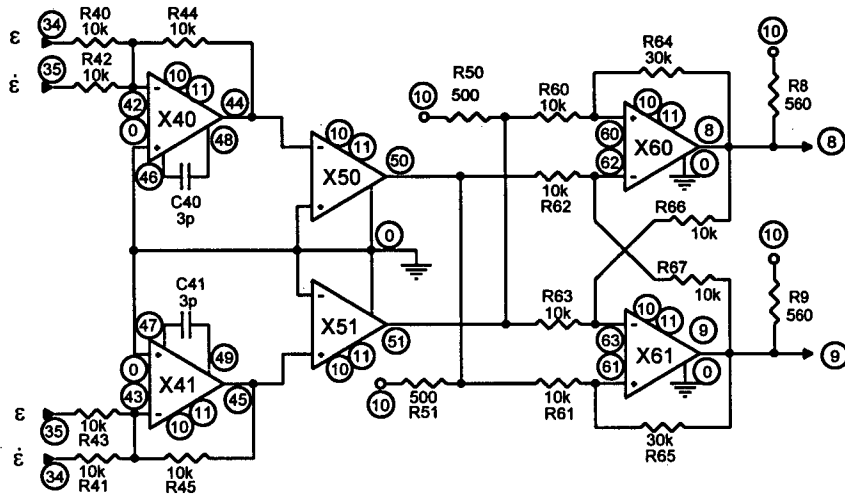 34
R40
10k
R44
10k
ε
35
R42
10k
ε̇
10
11
42
0
X40
44
48
46
C40
3p
10
R50
500
10
11
X50
50
0
R60
10k
R64
30k
10
R8
560
60
62
10
11
X60
8
0
8
10k
R62
R66
10k
R67
10k
C41
3p
47
0
43
X41
49
45
10
11
X51
51
10
11
10
500
R51
R63
10k
63
61
10
11
X61
9
0
10
R9
560
9
10k
R61
30k
R65
ε
35
10k
R43
ε̇
34
10k
R41
10k
R45